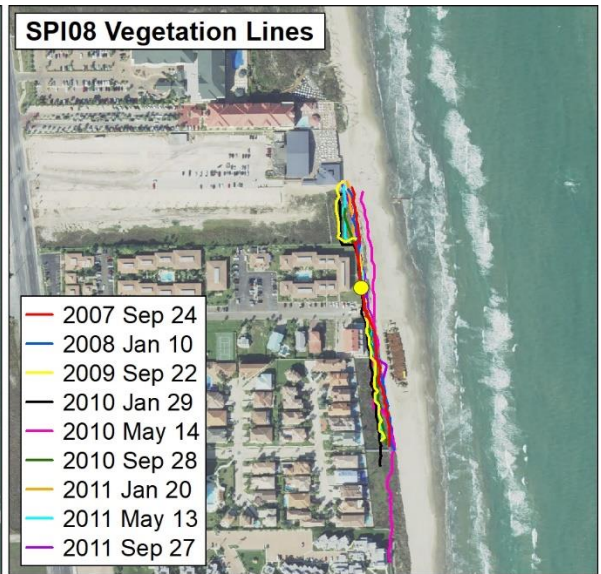 SPI08 Vegetation Lines
2007 Sep 24
2008 Jan 10
2009 Sep 22
2010 Jan 29
2010 May 14
2010 Sep 28
2011 Jan 20
2011 May 13
2011 Sep 27